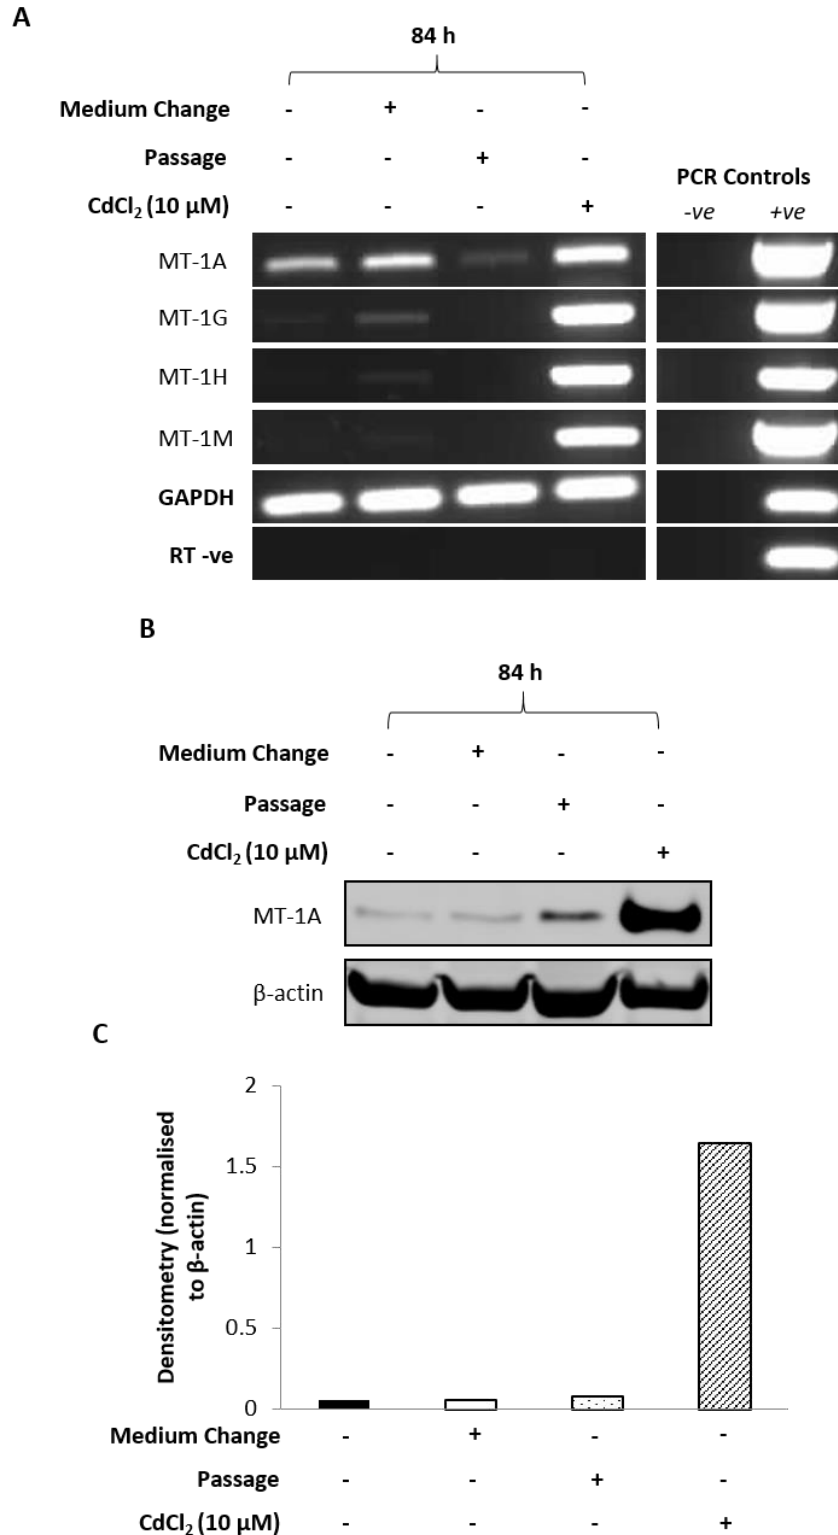 A
84 h
Medium Change - + - -
Passage - - + -
PCR Controls
CdCl₂ (10 µM) - - - + -ve +ve
MT-1A
MT-1G
MT-1H
MT-1M
GAPDH
RT -ve
B
84 h
Medium Change - + - -
Passage - - + -
CdCl₂ (10 µM) - - - +
MT-1A
β-actin
C
Densitometry (normalised
to β-actin)
2
1.5
1
0.5
0
Medium Change - + - -
Passage - - + -
CdCl₂ (10 µM) - - - +